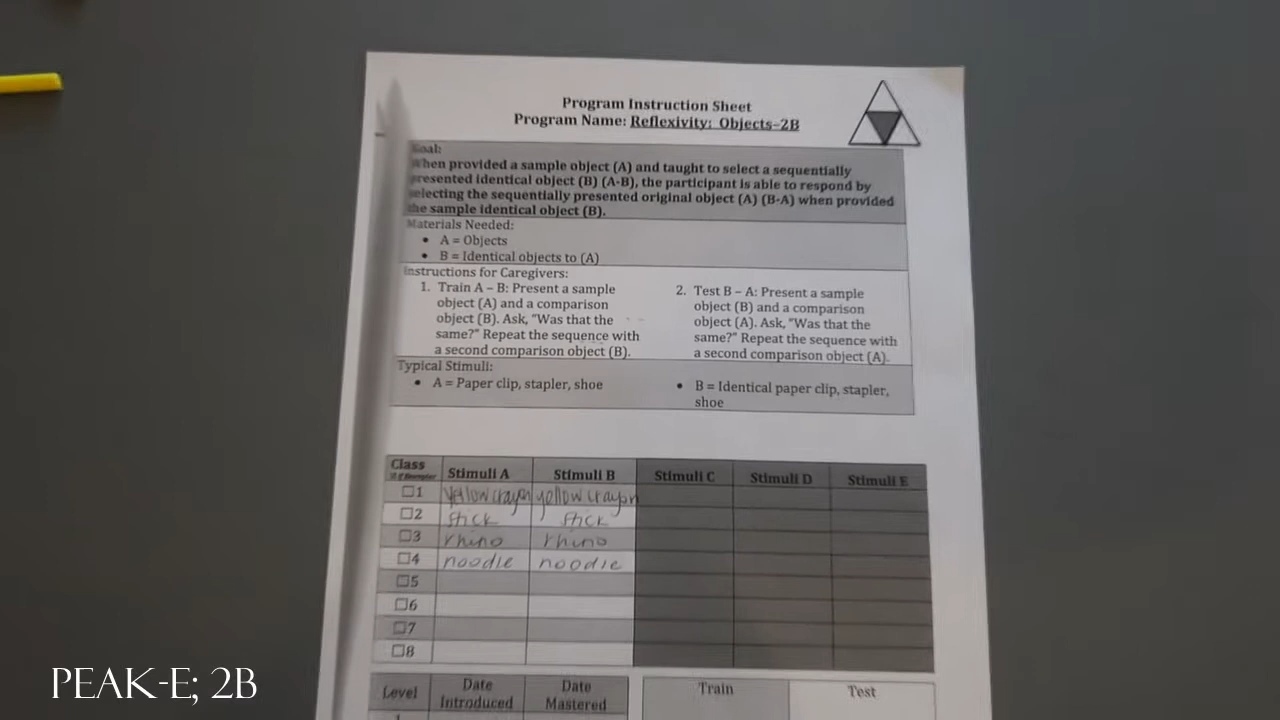 Program Instruction Sheet
Program Name: Reflexivity: Objects-2B
Goal:
When provided a sample object (A) and taught to select a sequentially
presented identical object (B) (A-B), the participant is able to respond by
selecting the sequentially presented original object (A) (B-A) when provided
the sample identical object (B).
Materials Needed:
• A = Objects
• B = Identical objects to (A)
Instructions for Caregivers:
1. Train A – B: Present a sample
object (A) and a comparison
object (B). Ask, "Was that the
same?" Repeat the sequence with
a second comparison object (B).
2. Test B – A: Present a sample
object (B) and a comparison
object (A). Ask, "Was that the
same?" Repeat the sequence with
a second comparison object (A).
Typical Stimuli:
• A = Paper clip, stapler, shoe
• B = Identical paper clip, stapler,
shoe
Class Stimuli A Stimuli B Stimuli C Stimuli D Stimuli E
1 yellow crayon yellow crayon
2 stick stick
3 rhino rhino
4 noodle noodle
5
6
7
8
Level Date Introduced Date Mastered Train Test
PEAK-E; 2B